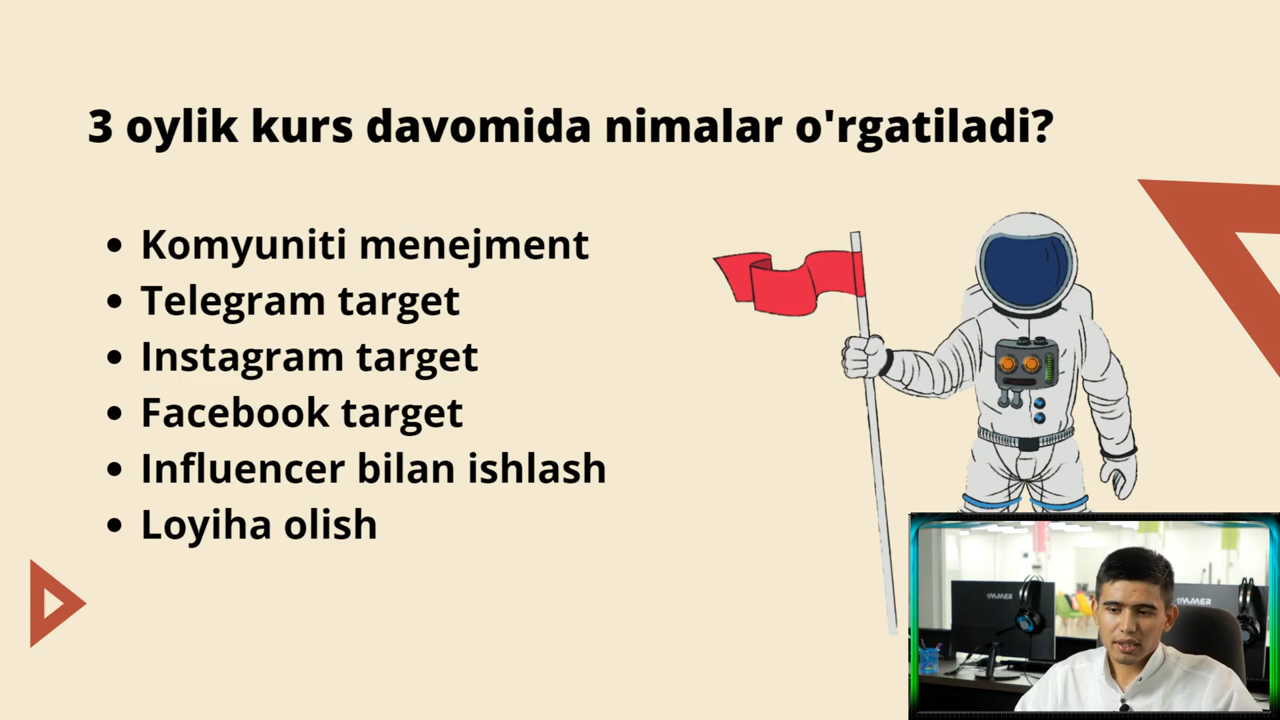 3 oylik kurs davomida nimalar o'rgatiladi?
Komyuniti menejment
Telegram target
Instagram target
Facebook target
Influencer bilan ishlash
Loyiha olish